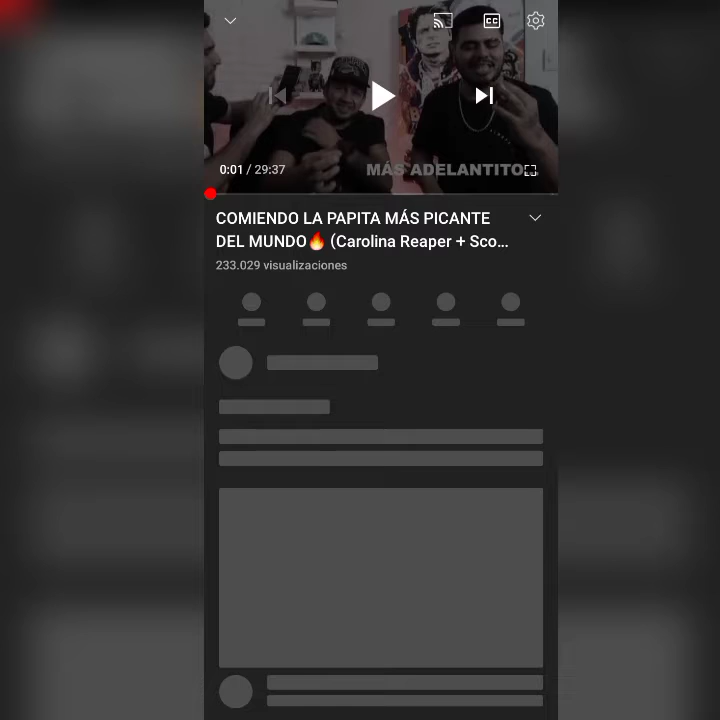 CC
MÁS ADELANTITO
0:01 / 29:37
COMIENDO LA PAPITA MÁS PICANTE
DEL MUNDO🔥 (Carolina Reaper + Sco...
233.029 visualizaciones